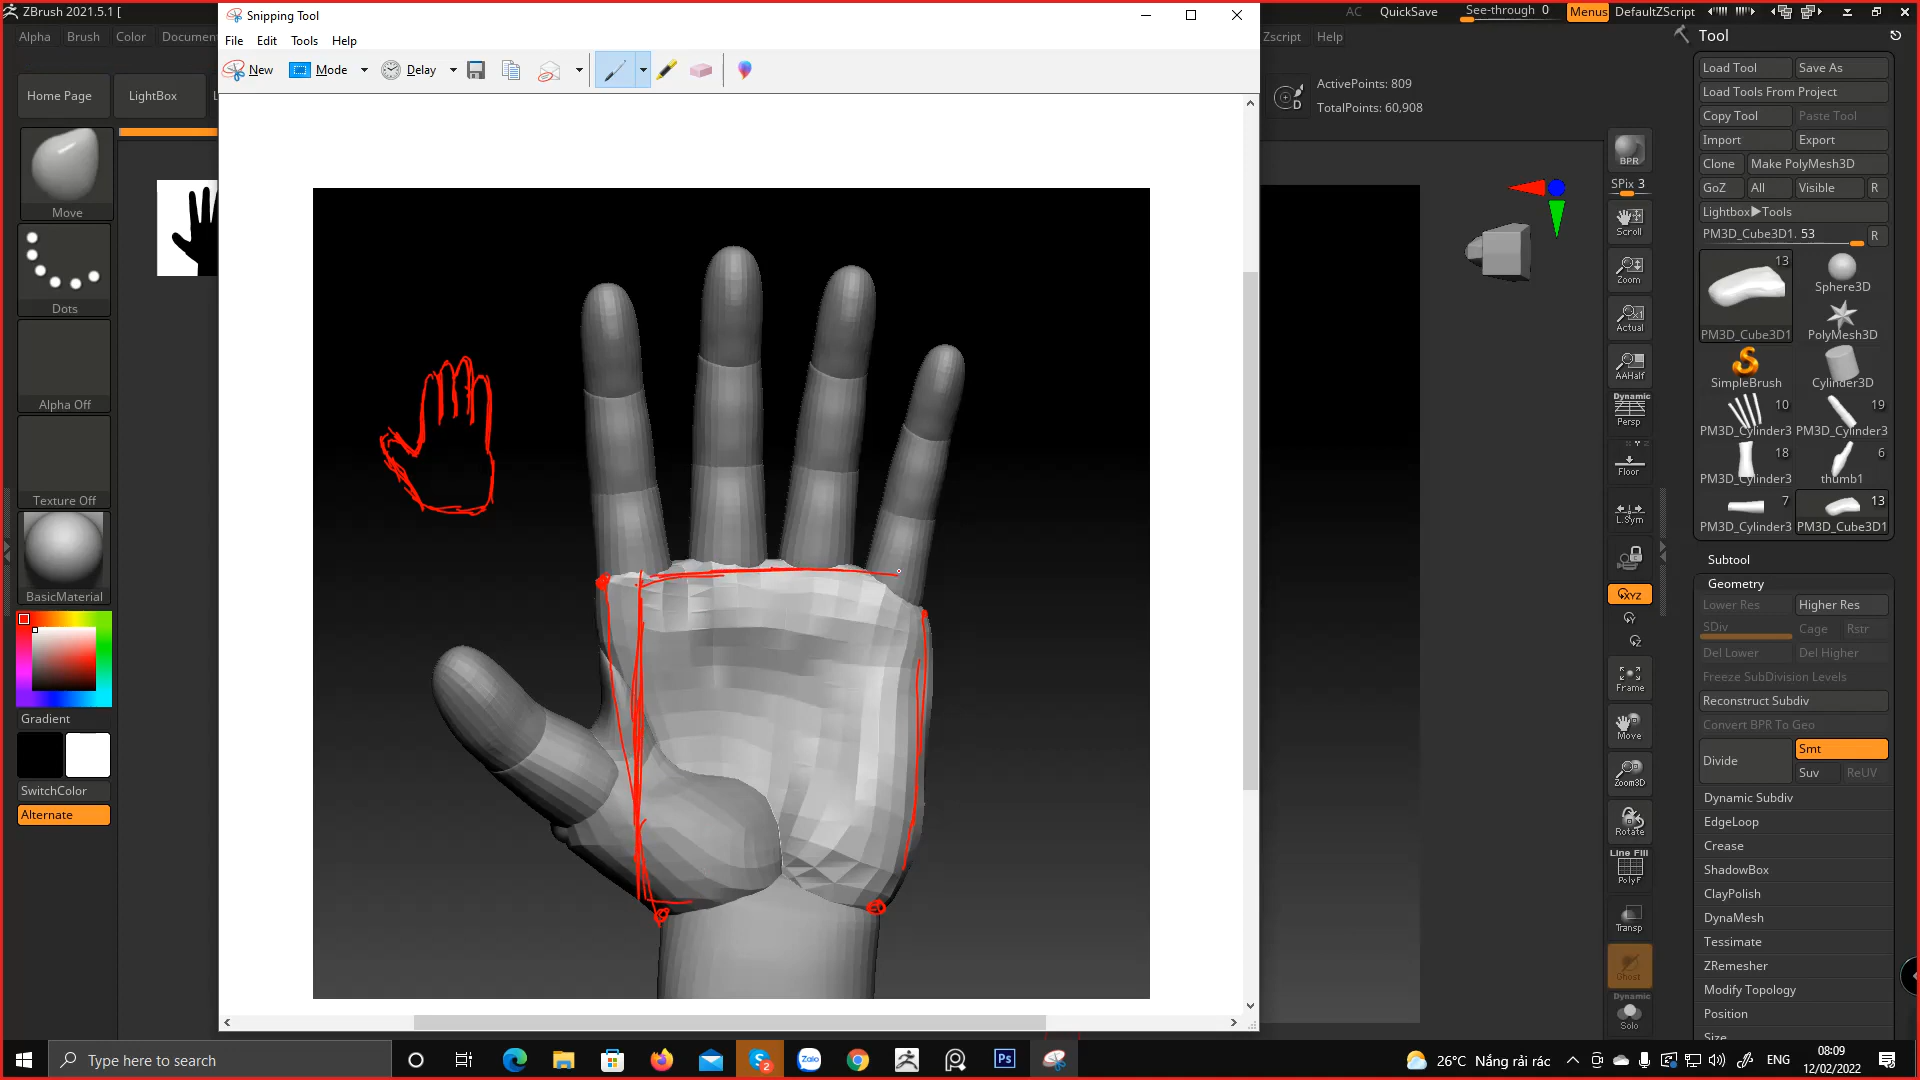 ZBrush 2021.5.1 [
Snipping Tool
AC
QuickSave
See-through 0
Menus
DefaultZScript
Alpha
Brush
Color
File
Edit
Tools
Help
Zscript
Help
Tool
New
Mode
Delay
Load Tool
Save As
Load Tools From Project
Copy Tool
Paste Tool
Import
Export
Clone
Make PolyMesh3D
GoZ
All
Visible
R
Lightbox▶Tools
PM3D_Cube3D1. 53
R
Home Page
LightBox
D
ActivePoints: 809
TotalPoints: 60,908
Move
Dots
Alpha Off
Texture Off
BasicMaterial
Gradient
SwitchColor
Alternate
BPR
SPix 3
Scroll
Zoom
Actual
AAHalf
Dynamic
Persp
Floor
L.Sym
XYZ
Frame
Move
Zoom3D
Rotate
Line Fill
PolyF
Transp
Ghost
Dynamic
Solo
13
Sphere3D
PM3D_Cube3D1
PolyMesh3D
SimpleBrush
Cylinder3D
10
19
PM3D_Cylinder3
PM3D_Cylinder3
18
6
PM3D_Cylinder3
thumb1
7
13
PM3D_Cylinder3
PM3D_Cube3D1
Subtool
Geometry
Lower Res
Higher Res
SDiv
Cage
Rstr
Del Lower
Del Higher
Freeze SubDivision Levels
Reconstruct Subdiv
Convert BPR To Geo
Divide
Smt
Suv
ReUV
Dynamic Subdiv
EdgeLoop
Crease
ShadowBox
ClayPolish
DynaMesh
Tessimate
ZRemesher
Modify Topology
Position
Size
Type here to search
2
Zalo
Ps
26°C Nắng rải rác
ENG
08:09
12/02/2022